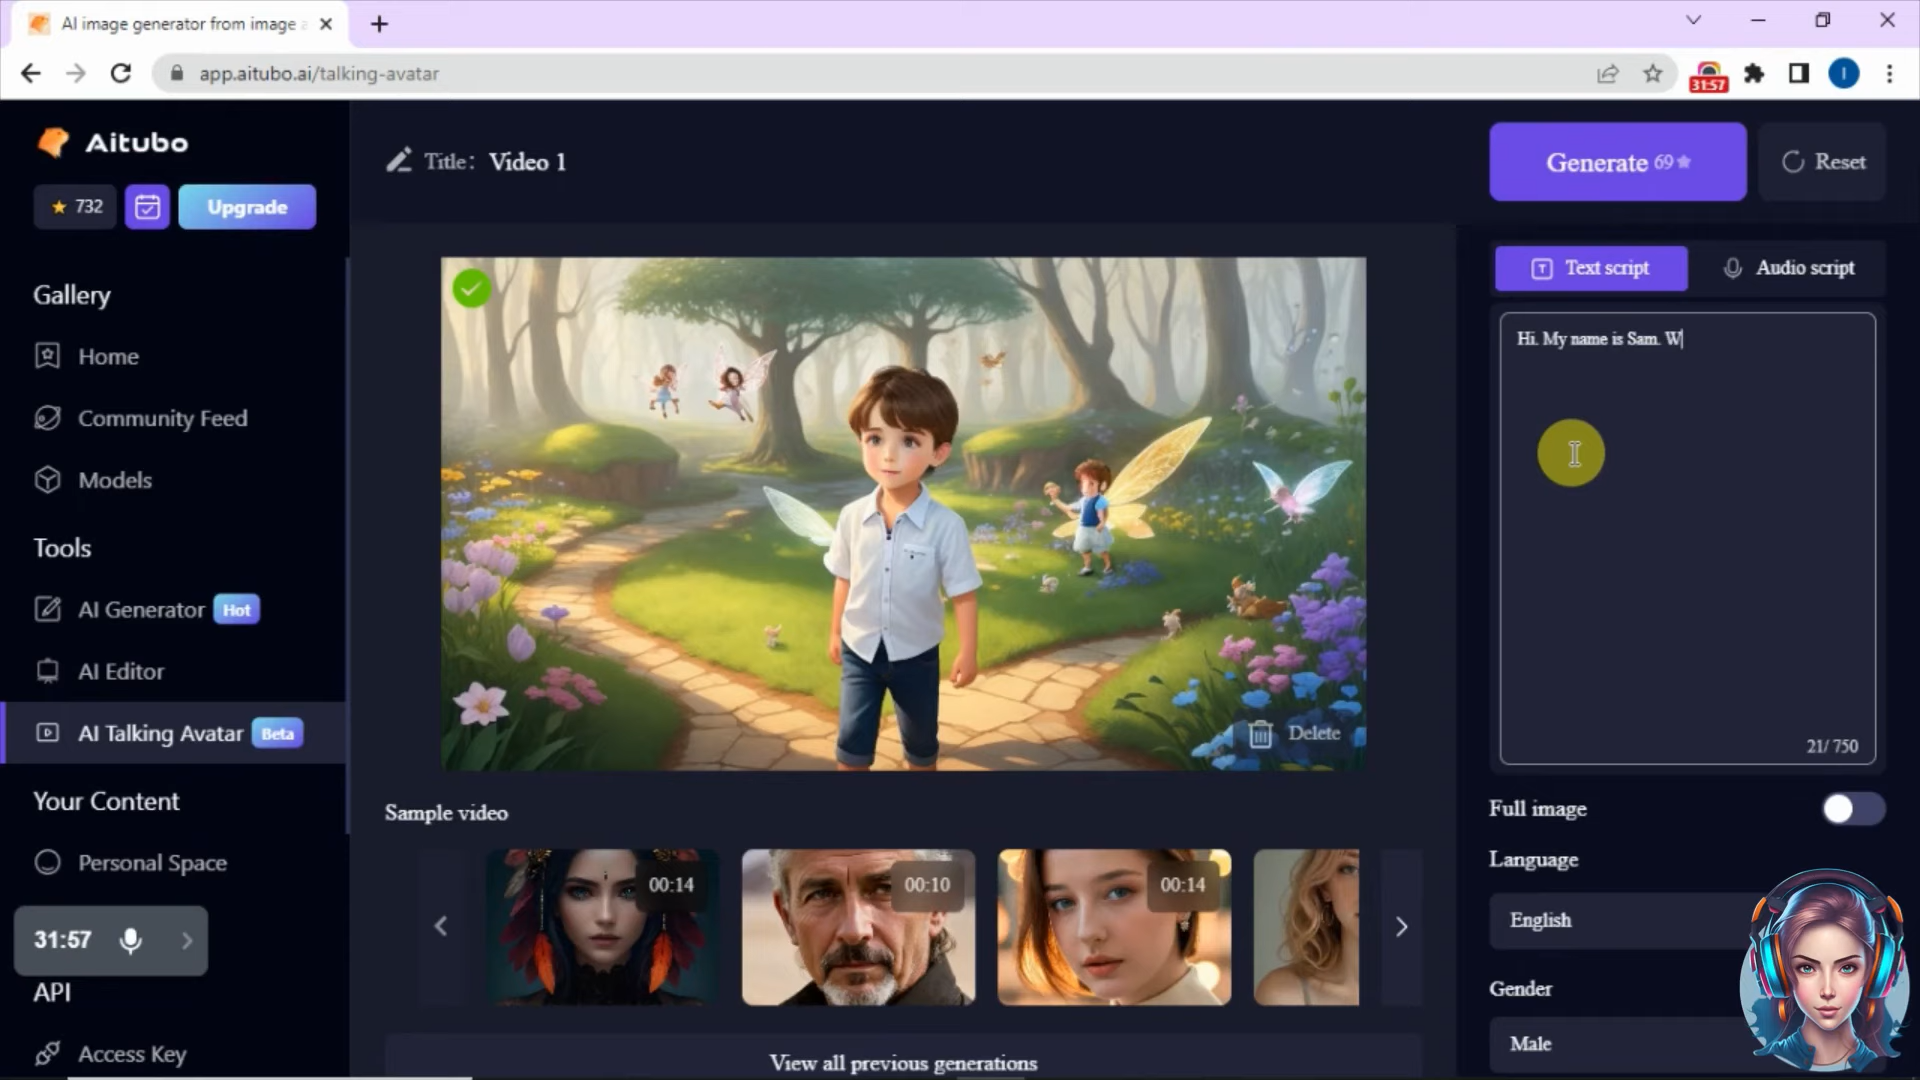 AI image generator from image
app.aitubo.ai/talking-avatar
31:57
I
Aitubo
732
Upgrade
Title: Video 1
Generate 69
Reset
Gallery
Home
Community Feed
Models
Tools
AI Generator Hot
AI Editor
AI Talking Avatar Beta
Your Content
Personal Space
31:57
API
Access Key
Delete
Sample video
00:14
00:10
00:14
View all previous generations
Text script
Audio script
Hi. My name is Sam. W
21/ 750
Full image
Language
English
Gender
Male